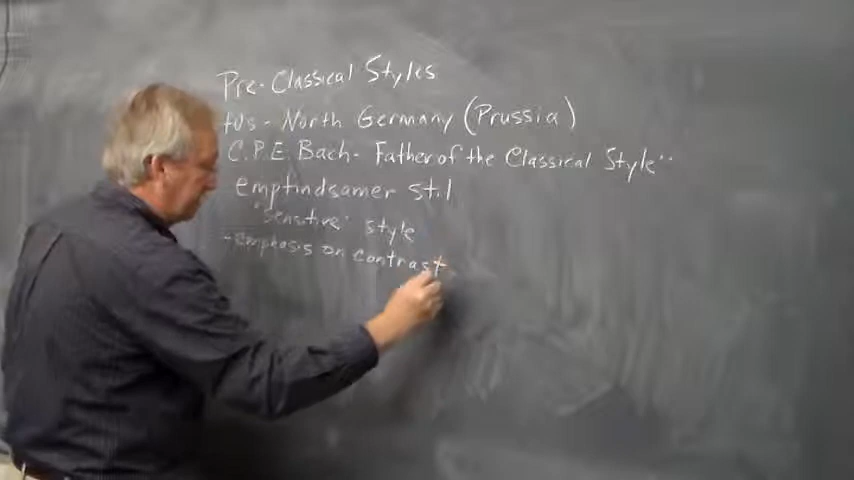 Pre-Classical Styles
40s - North Germany (Prussia)
C.P.E. Bach - Father of the Classical Style"
empfindsamer stil
"sensitive" style
- emphasis on contrast